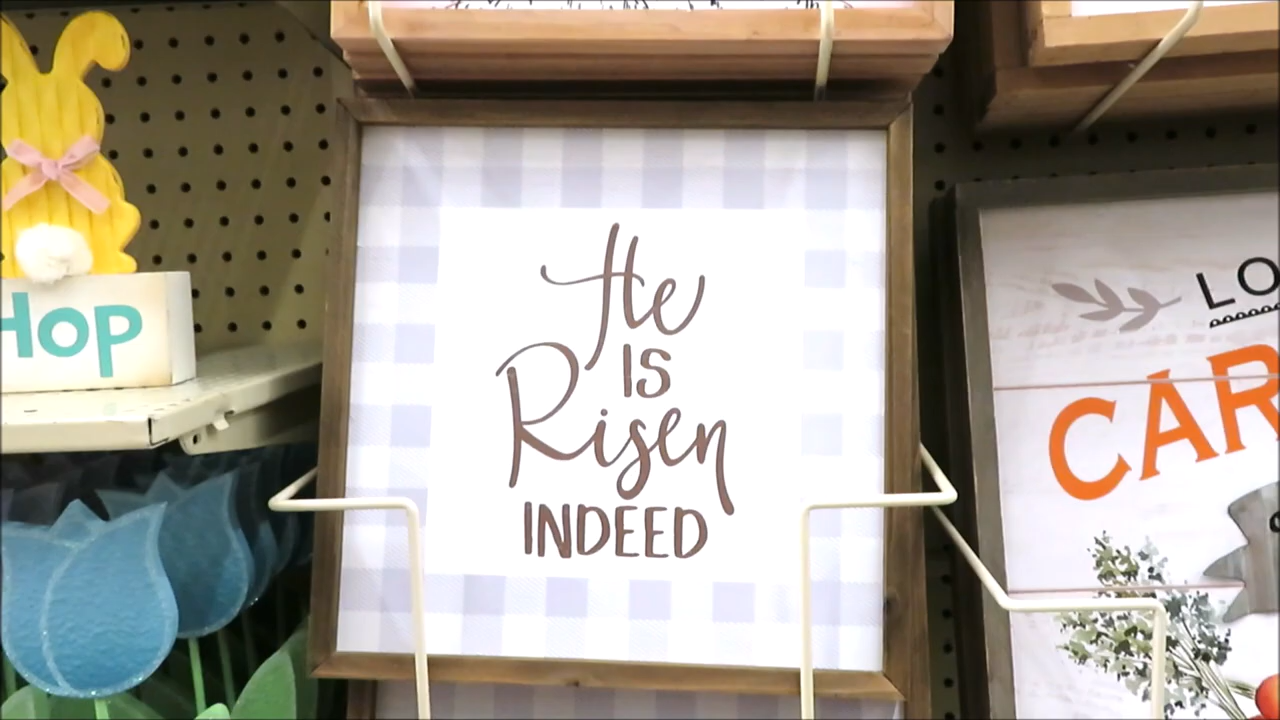 Hop
He
IS
Risen
INDEED
LO
CAR